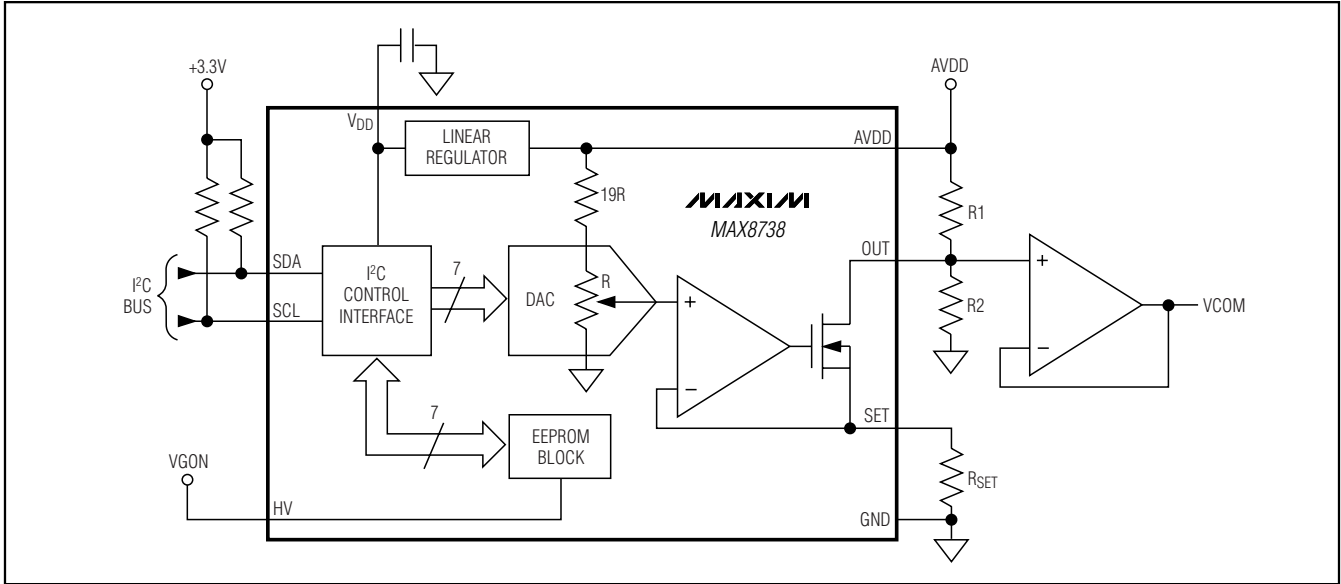 +3.3V
AVDD
VDD
LINEAR
REGULATOR
AVDD
19R
MAXIM
MAX8738
R1
OUT
SDA
I²C
BUS
SCL
I²C
CONTROL
INTERFACE
7
DAC
R
+
−
+
−
R2
VCOM
SET
7
EEPROM
BLOCK
VGON
HV
RSET
GND